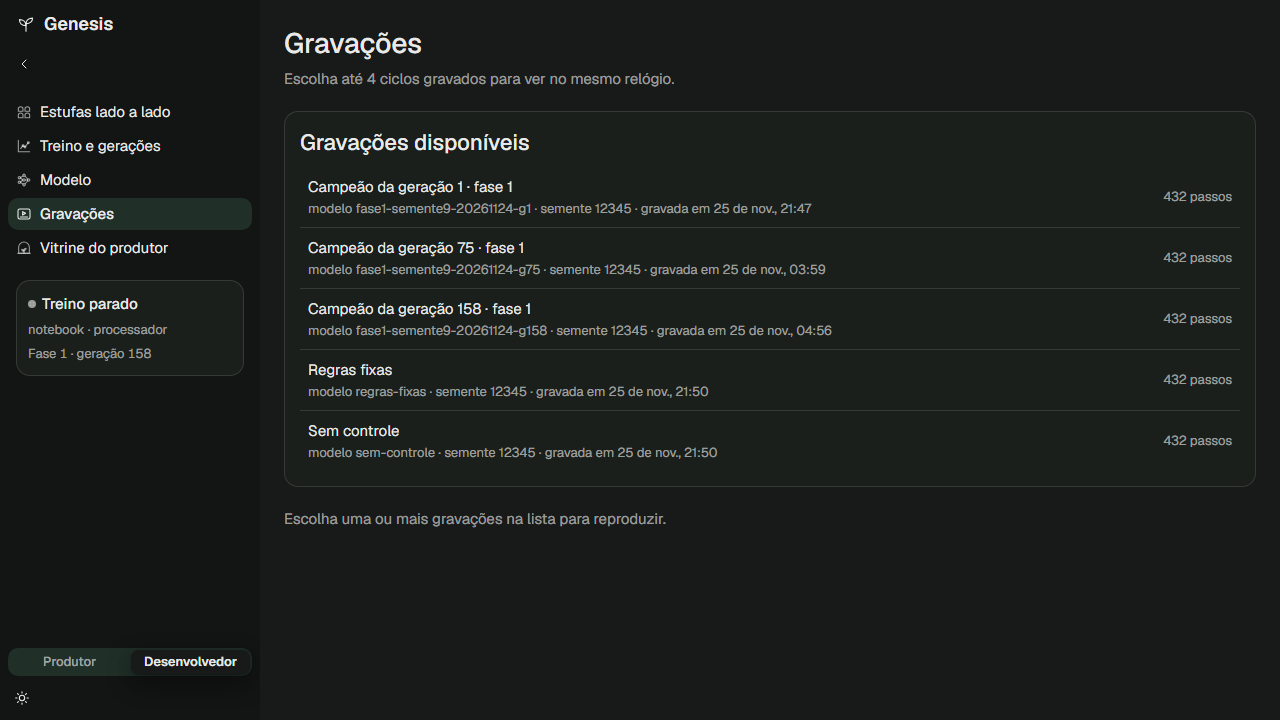 Genesis
Estufas lado a lado
Treino e gerações
Modelo
Gravações
Vitrine do produtor
Treino parado
notebook · processador
Fase 1 · geração 158
Produtor
Desenvolvedor
Gravações
Escolha até 4 ciclos gravados para ver no mesmo relógio.
Gravações disponíveis
Campeão da geração 1 · fase 1
modelo fase1-semente9-20261124-g1 · semente 12345 · gravada em 25 de nov., 21:47
432 passos
Campeão da geração 75 · fase 1
modelo fase1-semente9-20261124-g75 · semente 12345 · gravada em 25 de nov., 03:59
432 passos
Campeão da geração 158 · fase 1
modelo fase1-semente9-20261124-g158 · semente 12345 · gravada em 25 de nov., 04:56
432 passos
Regras fixas
modelo regras-fixas · semente 12345 · gravada em 25 de nov., 21:50
432 passos
Sem controle
modelo sem-controle · semente 12345 · gravada em 25 de nov., 21:50
432 passos
Escolha uma ou mais gravações na lista para reproduzir.